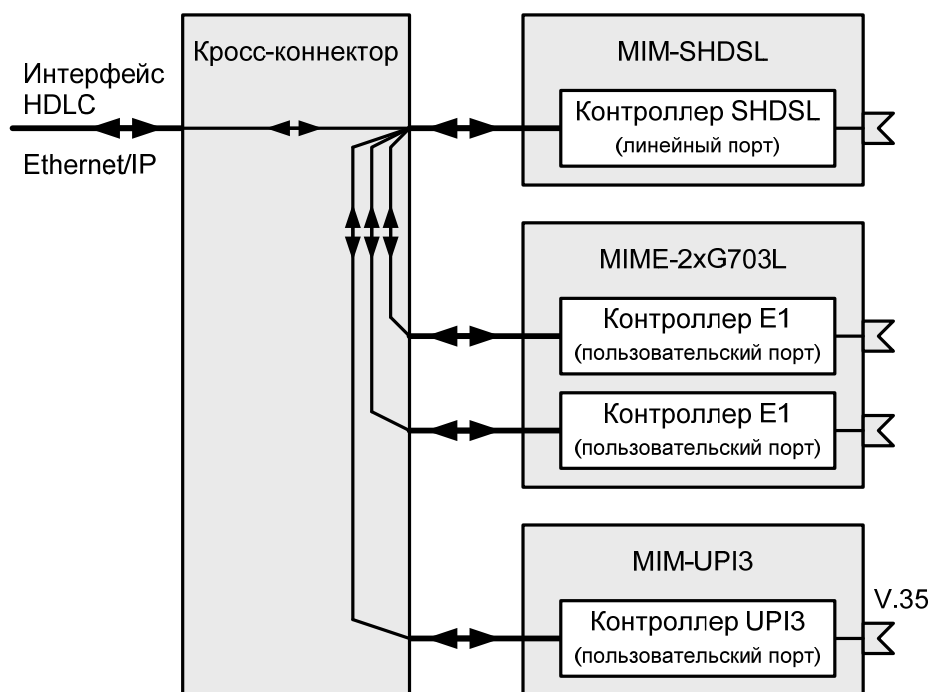 Интерфейс
HDLC
Ethernet/IP
Кросс-коннектор
MIM-SHDSL
Контроллер SHDSL
(линейный порт)
MIME-2xG703L
Контроллер E1
(пользовательский порт)
Контроллер E1
(пользовательский порт)
MIM-UPI3
V.35
Контроллер UPI3
(пользовательский порт)